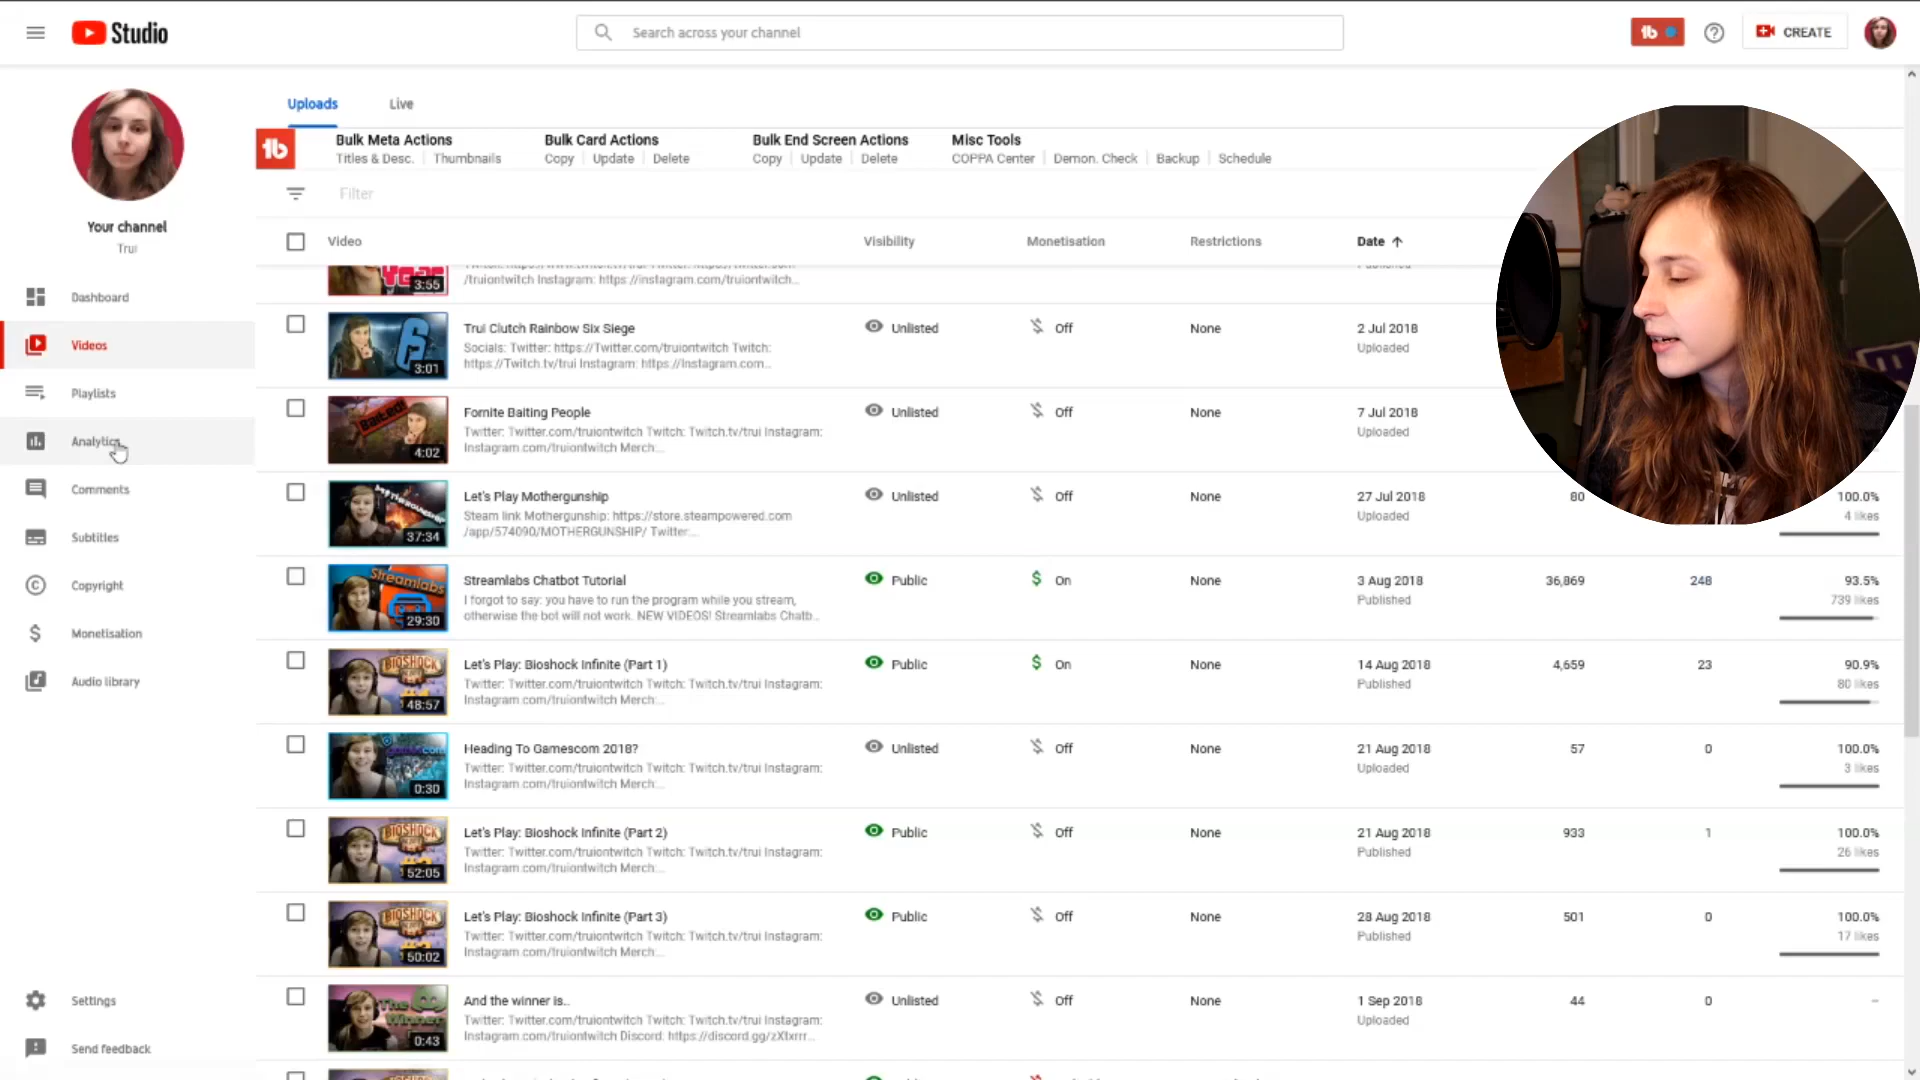 Studio
Search across your channel
CREATE
Your channel
Trui
Dashboard
Videos
Playlists
Analytics
Comments
Subtitles
Copyright
Monetisation
Audio library
Settings
Send feedback
Uploads Live
Bulk Meta Actions Bulk Card Actions Bulk End Screen Actions Misc Tools
Titles & Desc. Thumbnails Copy Update Delete Copy Update Delete COPPA Center Demon. Check Backup Schedule
Filter
Video Visibility Monetisation Restrictions Date
3:55
/truiontwitch Instagram: https://instagram.com/truiontwitch...
Trui Clutch Rainbow Six Siege Unlisted Off None 2 Jul 2018
Socials: Twitter: https://Twitter.com/truiontwitch Twitch: Uploaded
https://Twitch.tv/trui Instagram: https://Instagram.com...
3:01
Fornite Baiting People Unlisted Off None 7 Jul 2018
Twitter: Twitter.com/truiontwitch Twitch: Twitch.tv/trui Instagram: Uploaded
Instagram.com/truiontwitch Merch:...
Baited!
4:02
Let's Play Mothergunship Unlisted Off None 27 Jul 2018 80 100.0%
Steam link Mothergunship: https://store.steampowered.com Uploaded 4 likes
/app/574090/MOTHERGUNSHIP/ Twitter:...
37:34
Streamlabs Chatbot Tutorial Public On None 3 Aug 2018 36,869 248 93.5%
I forgot to say: you have to run the program while you stream, Published 739 likes
otherwise the bot will not work. NEW VIDEOS! Streamlabs Chatb...
Streamlabs
29:30
Let's Play: Bioshock Infinite (Part 1) Public On None 14 Aug 2018 4,659 23 90.9%
Twitter: Twitter.com/truiontwitch Twitch: Twitch.tv/trui Instagram: Published 80 likes
Instagram.com/truiontwitch Merch:...
BIOSHOCK
1:48:57
Heading To Gamescom 2018? Unlisted Off None 21 Aug 2018 57 0 100.0%
Twitter: Twitter.com/truiontwitch Twitch: Twitch.tv/trui Instagram: Uploaded 3 likes
Instagram.com/truiontwitch Merch:...
gamescom
0:30
Let's Play: Bioshock Infinite (Part 2) Public Off None 21 Aug 2018 933 1 100.0%
Twitter: Twitter.com/truiontwitch Twitch: Twitch.tv/trui Instagram: Published 26 likes
Instagram.com/truiontwitch Merch:...
BIOSHOCK
1:52:05
Let's Play: Bioshock Infinite (Part 3) Public Off None 28 Aug 2018 501 0 100.0%
Twitter: Twitter.com/truiontwitch Twitch: Twitch.tv/trui Instagram: Published 17 likes
Instagram.com/truiontwitch Merch:...
BIOSHOCK
1:50:02
And the winner is.. Unlisted Off None 1 Sep 2018 44 0 –
Twitter: Twitter.com/truiontwitch Twitch: Twitch.tv/trui Instagram: Uploaded
Instagram.com/truiontwitch Discord: https://discord.gg/zXtxrrr...
The Winner
0:43